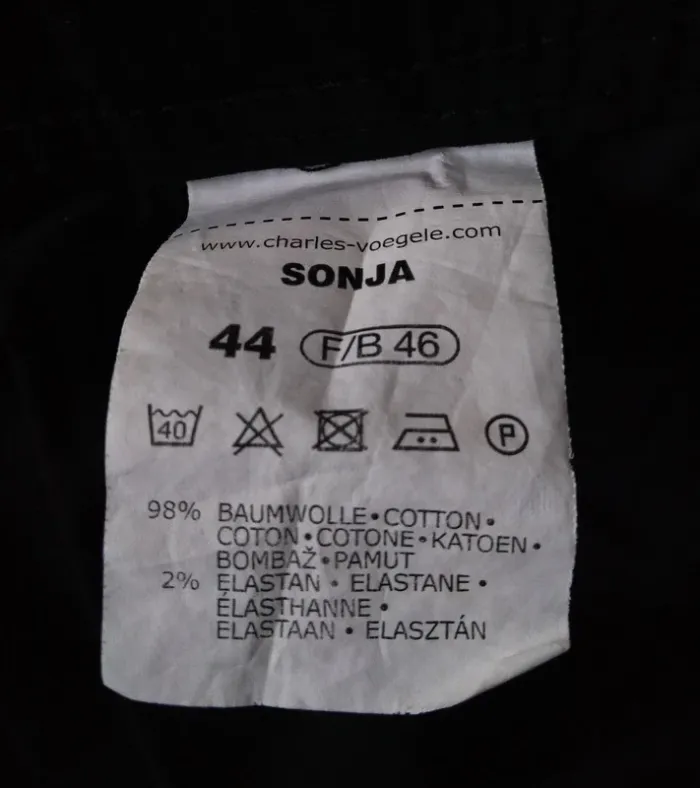 www.charles-voegele.com
SONJA
44 F/B 46
40 P
98% BAUMWOLLE•COTTON•
COTON•COTONE•KATOEN•
BOMBAŽ•PAMUT
2% ELASTAN • ELASTANE •
ÉLASTHANNE •
ELASTAAN • ELASZTÁN